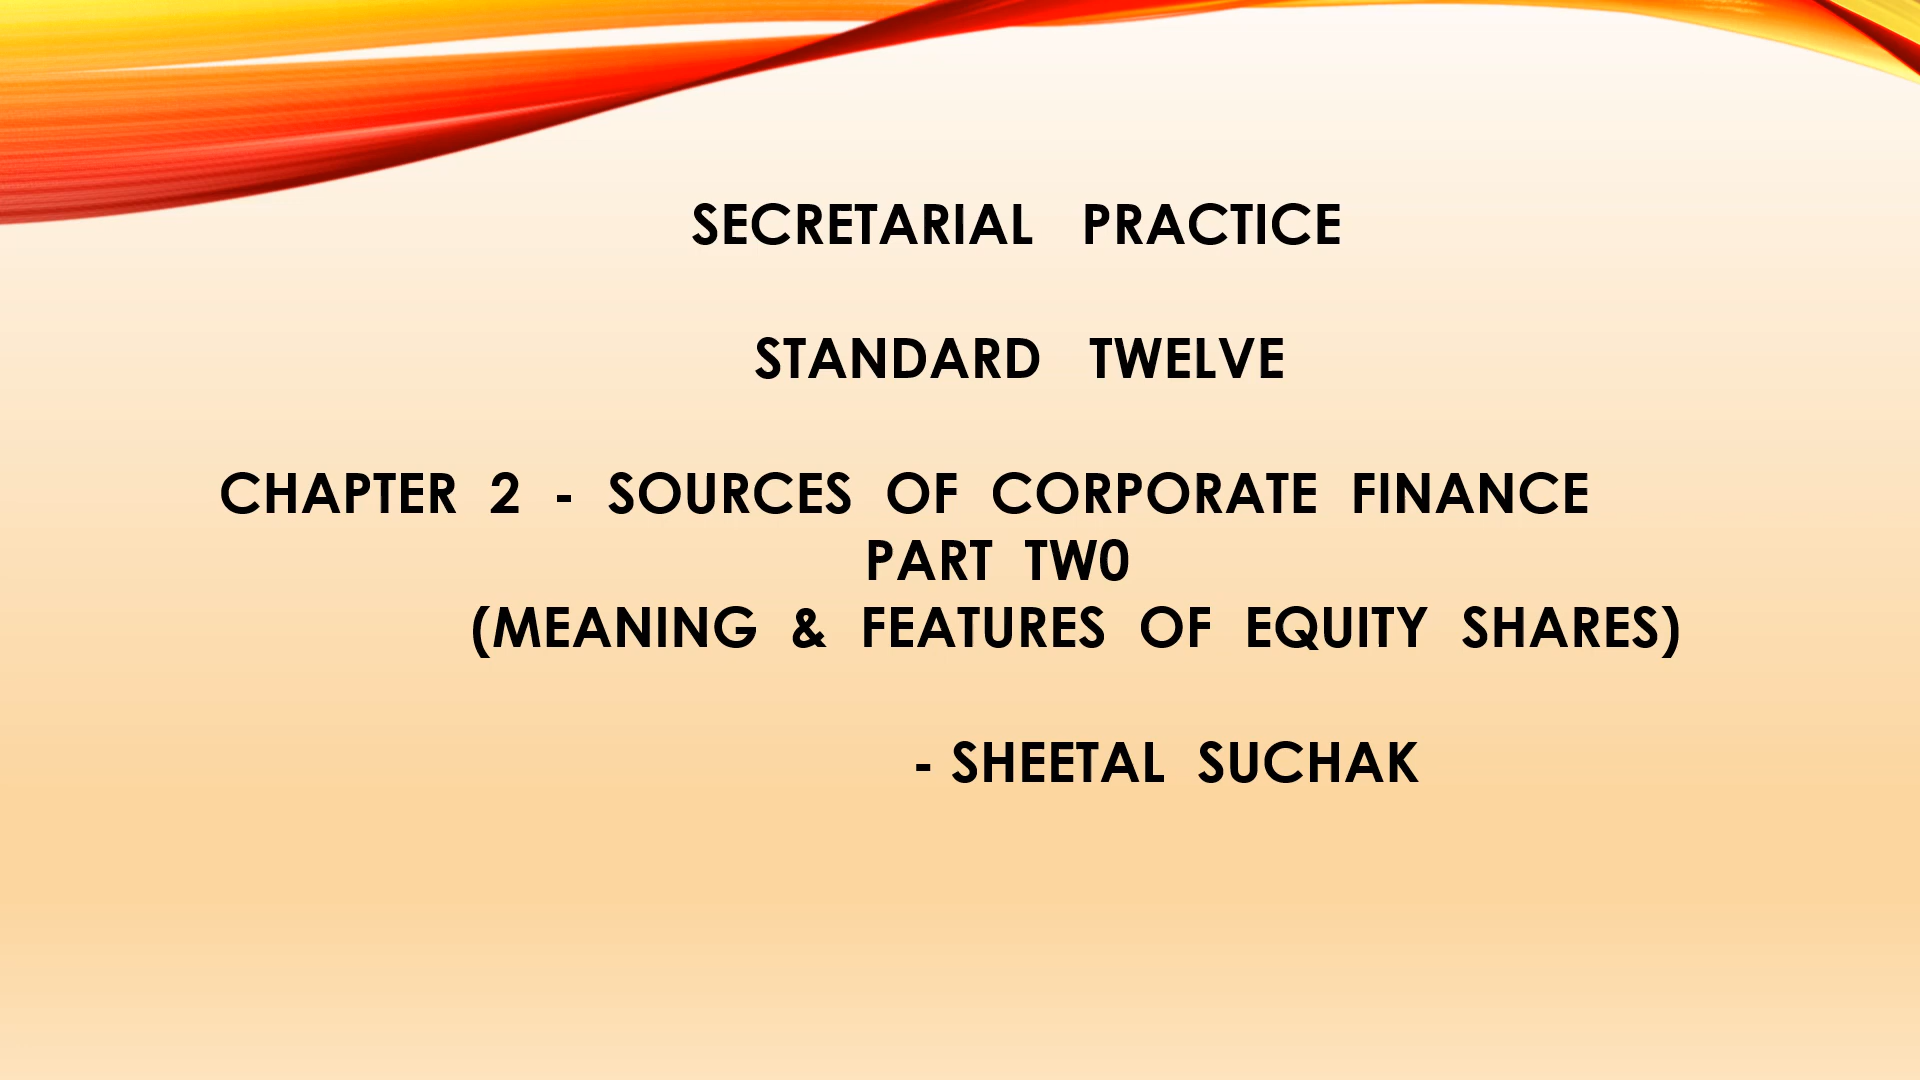 SECRETARIAL PRACTICE
STANDARD TWELVE
CHAPTER 2 - SOURCES OF CORPORATE FINANCE
PART TW0
(MEANING & FEATURES OF EQUITY SHARES)
- SHEETAL SUCHAK